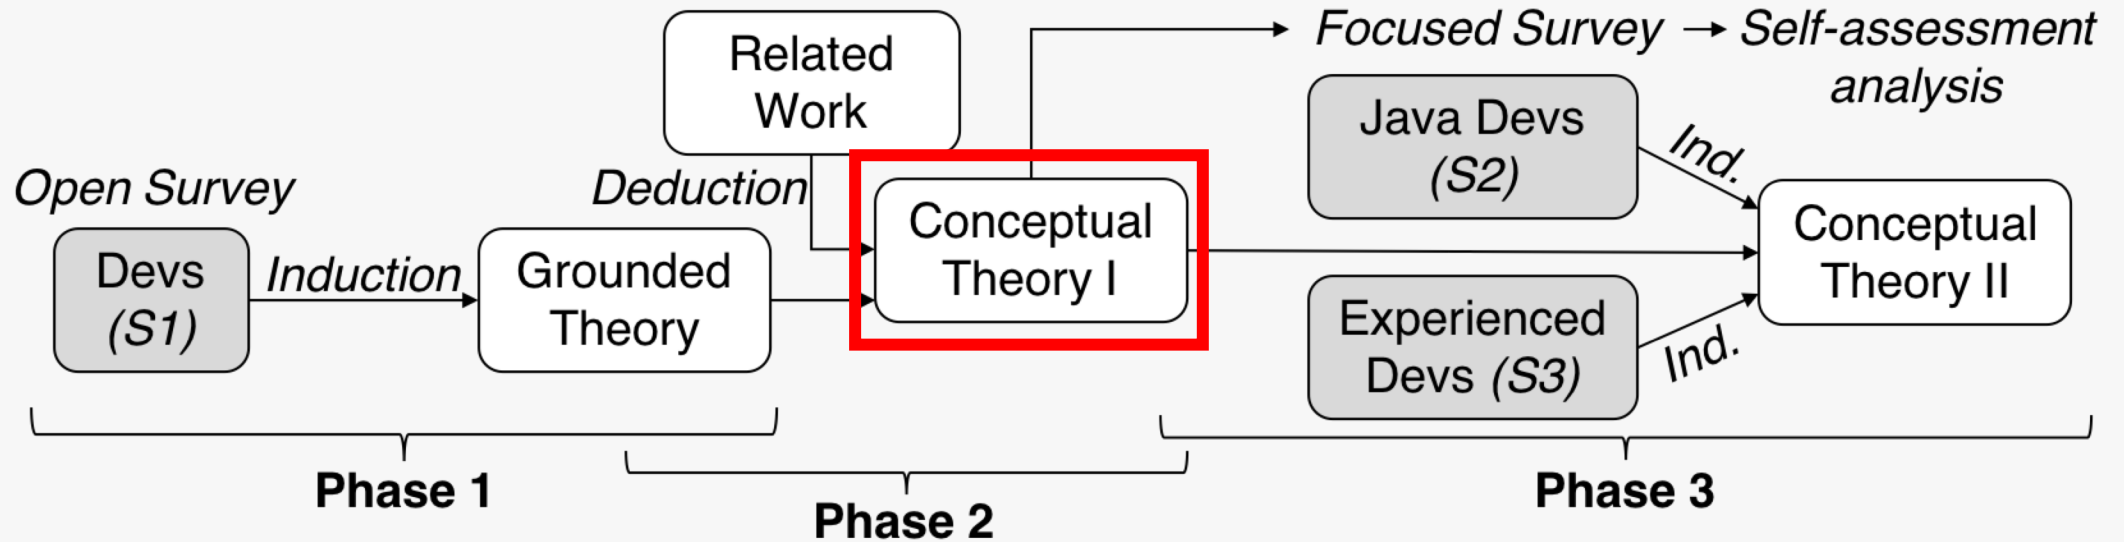 Related
Work
Focused Survey
Self-assessment
analysis
Open Survey
Deduction
Java Devs
(S2)
Ind.
Devs
(S1)
Induction
Grounded
Theory
Conceptual
Theory I
Experienced
Devs (S3)
Ind.
Conceptual
Theory II
Phase 1
Phase 2
Phase 3